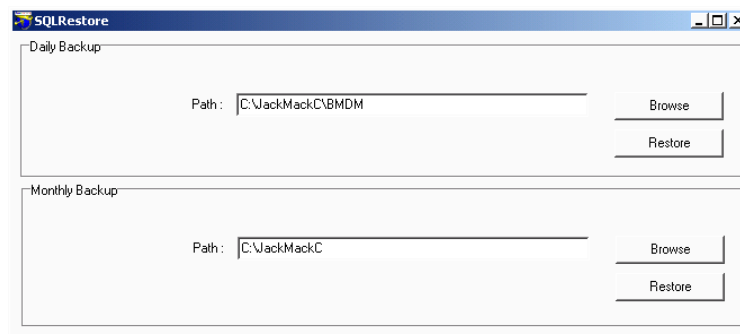 SQLRestore
Daily Backup
Path : C:\JackMackC\BMDM Browse
Restore
Monthly Backup
Path : C:\JackMackC Browse
Restore